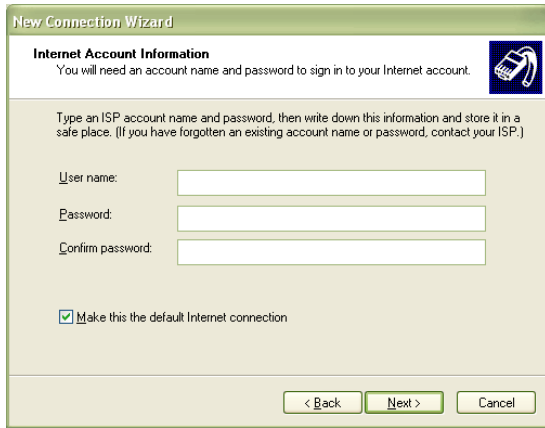 New Connection Wizard
Internet Account Information
You will need an account name and password to sign in to your Internet account.
Type an ISP account name and password, then write down this information and store it in a
safe place. (If you have forgotten an existing account name or password, contact your ISP.)
User name:
Password:
Confirm password:
Make this the default Internet connection
< Back
Next >
Cancel